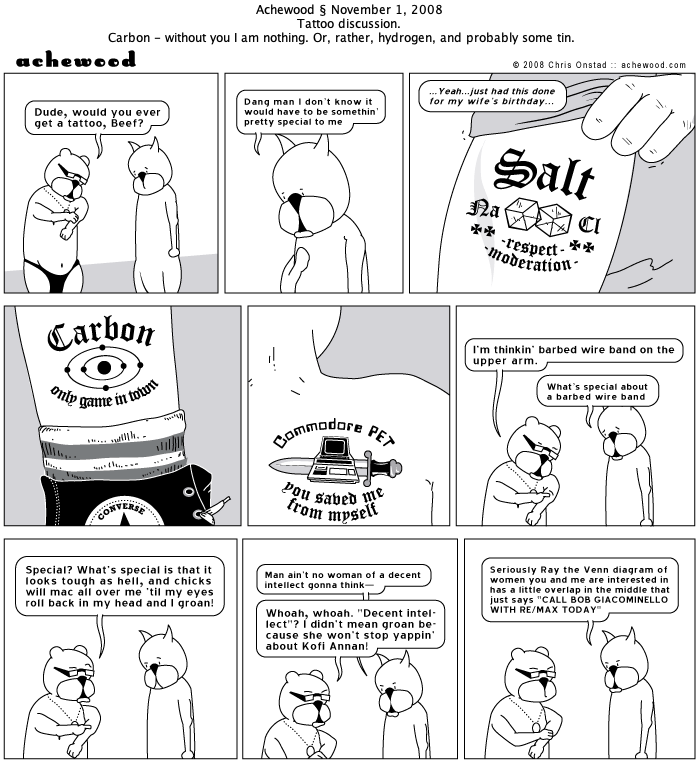 Achewood § November 1, 2008
Tattoo discussion.
Carbon – without you I am nothing. Or, rather, hydrogen, and probably some tin.
achewood
© 2008 Chris Onstad :: achewood.com
Dude, would you ever
get a tattoo, Beef?
Dang man I don't know it
would have to be somethin'
pretty special to me
...Yeah...just had this done
for my wife's birthday...
Salt
Na Cl
-respect-
-moderation-
Carbon
only game in town
CONVERSE
Commodore PET
you saved me
from myself
I'm thinkin' barbed wire band on the
upper arm.
What's special about
a barbed wire band
Special? What's special is that it
looks tough as hell, and chicks
will mac all over me 'til my eyes
roll back in my head and I groan!
Man ain't no woman of a decent
intellect gonna think—
Whoah, whoah. "Decent intel-
lect"? I didn't mean groan be-
cause she won't stop yappin'
about Kofi Annan!
Seriously Ray the Venn diagram of
women you and me are interested in
has a little overlap in the middle that
just says "CALL BOB GIACOMINELLO
WITH RE/MAX TODAY"